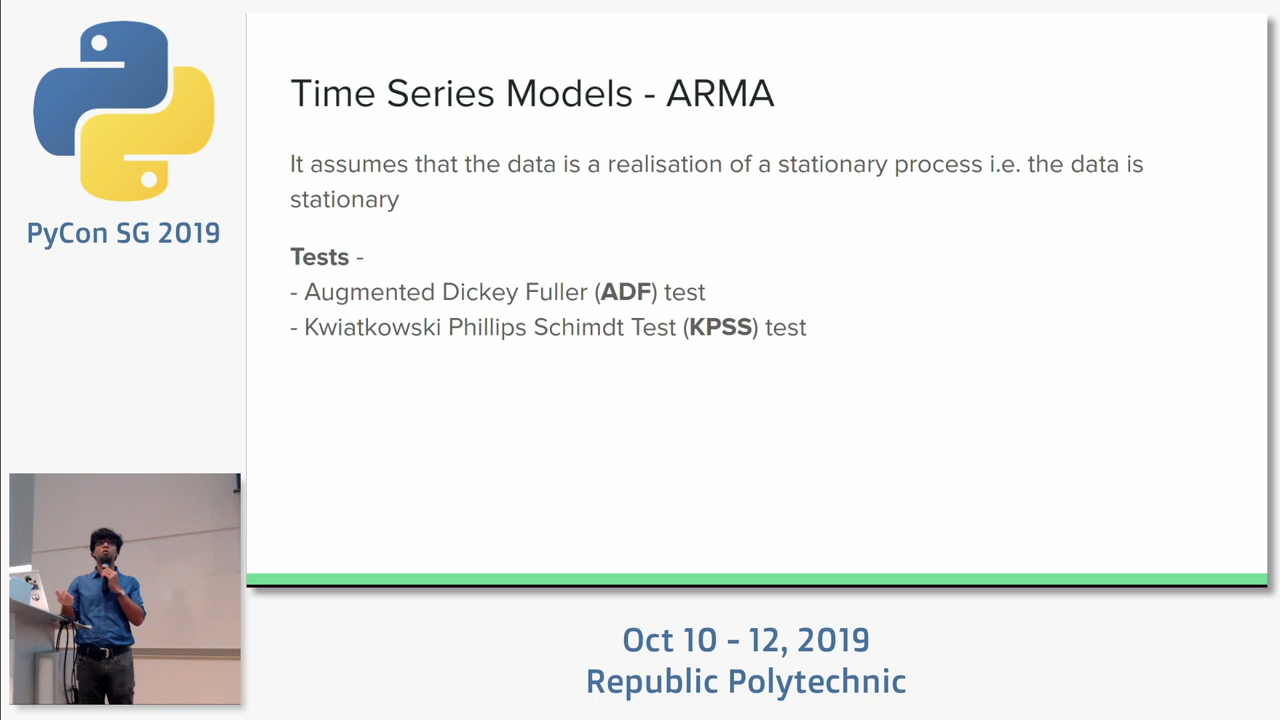 PyCon SG 2019
Time Series Models - ARMA
It assumes that the data is a realisation of a stationary process i.e. the data is
stationary
Tests -
- Augmented Dickey Fuller (ADF) test
- Kwiatkowski Phillips Schimdt Test (KPSS) test
Oct 10 - 12, 2019
Republic Polytechnic